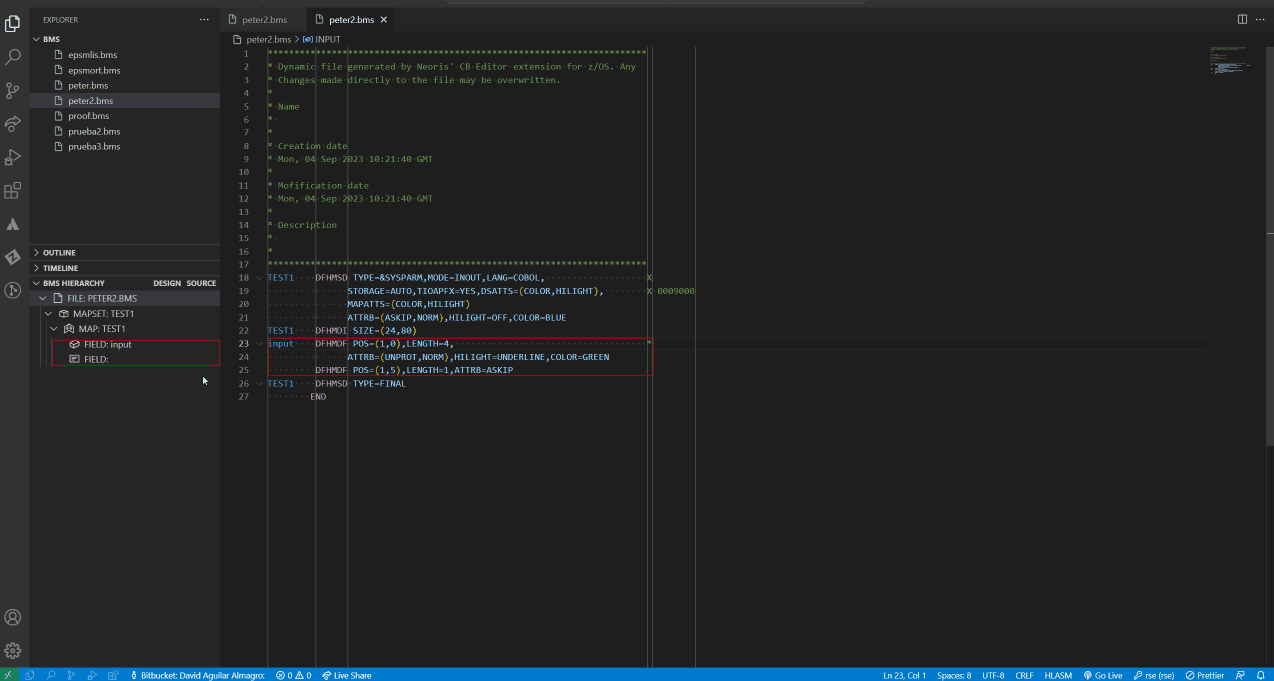 EXPLORER ···
BMS
epsmlis.bms
epsmort.bms
peter.bms
peter2.bms
proof.bms
prueba2.bms
prueba3.bms
OUTLINE
TIMELINE
BMS HIERARCHY DESIGN SOURCE
FILE: PETER2.BMS
MAPSET: TEST1
MAP: TEST1
FIELD: input
FIELD:
peter2.bms peter2.bms
peter2.bms > INPUT
1 ************************************************************************
2 * Dynamic file generated by Neoris' CB Editor extension for z/OS. Any
3 * Changes made directly to the file may be overwritten.
4 *
5 * Name
6 *
7 *
8 * Creation date
9 * Mon, 04 Sep 2023 10:21:40 GMT
10 *
11 * Mofification date
12 * Mon, 04 Sep 2023 10:21:40 GMT
13 *
14 * Description
15 *
16 *
17 ************************************************************************
18 TEST1 DFHMSD TYPE=&SYSPARM,MODE=INOUT,LANG=COBOL, X
19 STORAGE=AUTO,TIOAPFX=YES,DSATTS=(COLOR,HILIGHT), X 0009000
20 MAPATTS=(COLOR,HILIGHT)
21 ATTRB=(ASKIP,NORM),HILIGHT=OFF,COLOR=BLUE
22 TEST1 DFHMDI SIZE=(24,80)
23 input DFHMDF POS=(1,0),LENGTH=4, *
24 ATTRB=(UNPROT,NORM),HILIGHT=UNDERLINE,COLOR=GREEN
25 DFHMDF POS=(1,5),LENGTH=1,ATTRB=ASKIP
26 TEST1 DFHMSD TYPE=FINAL
27 END
Bitbucket: David Aguilar Almagro: 0 0 Live Share Ln 23, Col 1 Spaces: 8 UTF-8 CRLF HLASM Go Live rse (rse) Prettier